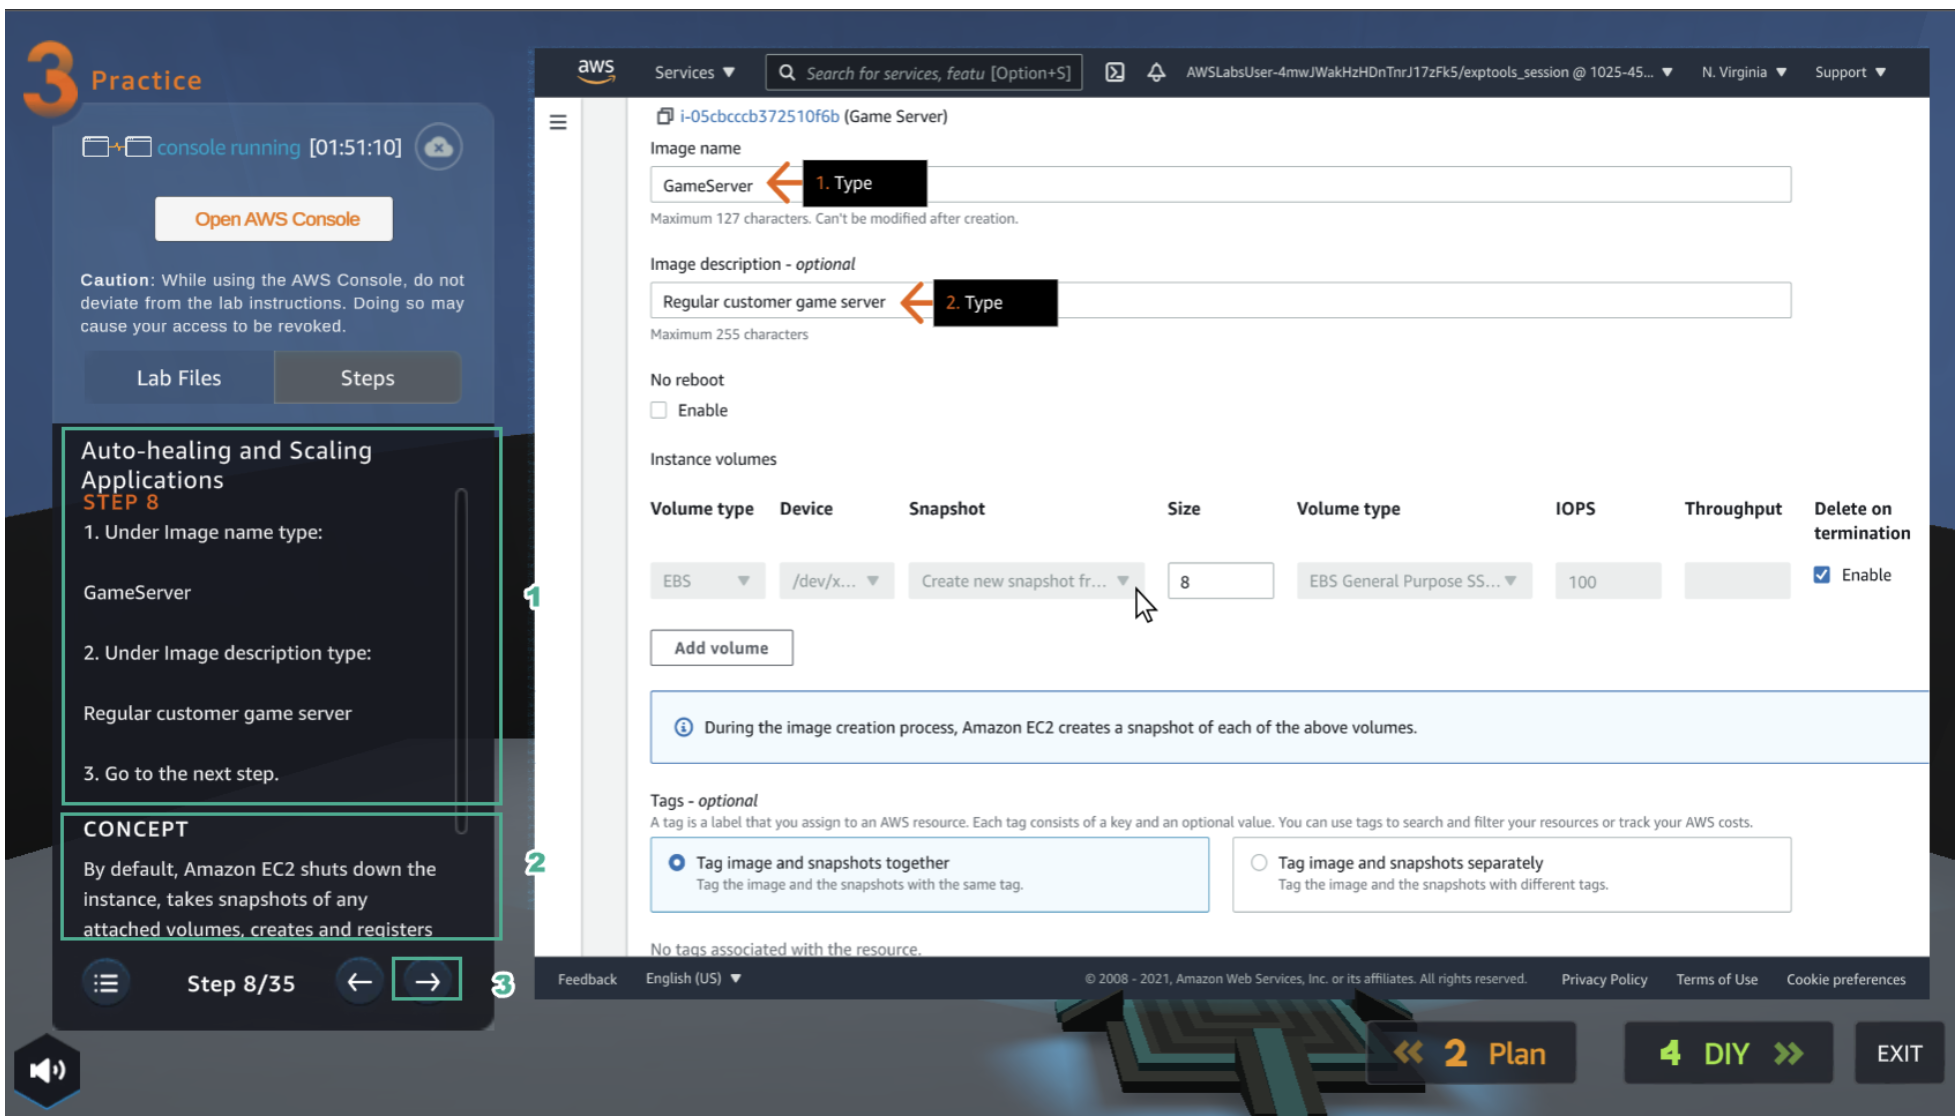 3 Practice
console running [01:51:10]
Open AWS Console
Caution: While using the AWS Console, do not
deviate from the lab instructions. Doing so may
cause your access to be revoked.
Lab Files
Steps
Auto-healing and Scaling
Applications
STEP 8
1. Under Image name type:
GameServer
2. Under Image description type:
Regular customer game server
3. Go to the next step.
1
CONCEPT
By default, Amazon EC2 shuts down the
instance, takes snapshots of any
attached volumes, creates and registers
2
Step 8/35
3
aws
Services
Search for services, featu [Option+S]
AWSLabsUser-4mwJWakHzHDnTnrJ17zFk5/exptools_session @ 1025-45...
N. Virginia
Support
i-05cbcccb372510f6b (Game Server)
Image name
GameServer
1. Type
Maximum 127 characters. Can't be modified after creation.
Image description - optional
Regular customer game server
2. Type
Maximum 255 characters
No reboot
Enable
Instance volumes
Volume type
Device
Snapshot
Size
Volume type
IOPS
Throughput
Delete on
termination
EBS
/dev/x...
Create new snapshot fr...
8
EBS General Purpose SS...
100
Enable
Add volume
During the image creation process, Amazon EC2 creates a snapshot of each of the above volumes.
Tags - optional
A tag is a label that you assign to an AWS resource. Each tag consists of a key and an optional value. You can use tags to search and filter your resources or track your AWS costs.
Tag image and snapshots together
Tag the image and the snapshots with the same tag.
Tag image and snapshots separately
Tag the image and the snapshots with different tags.
No tags associated with the resource.
Feedback
English (US)
© 2008 - 2021, Amazon Web Services, Inc. or its affiliates. All rights reserved.
Privacy Policy
Terms of Use
Cookie preferences
2 Plan
4 DIY
EXIT